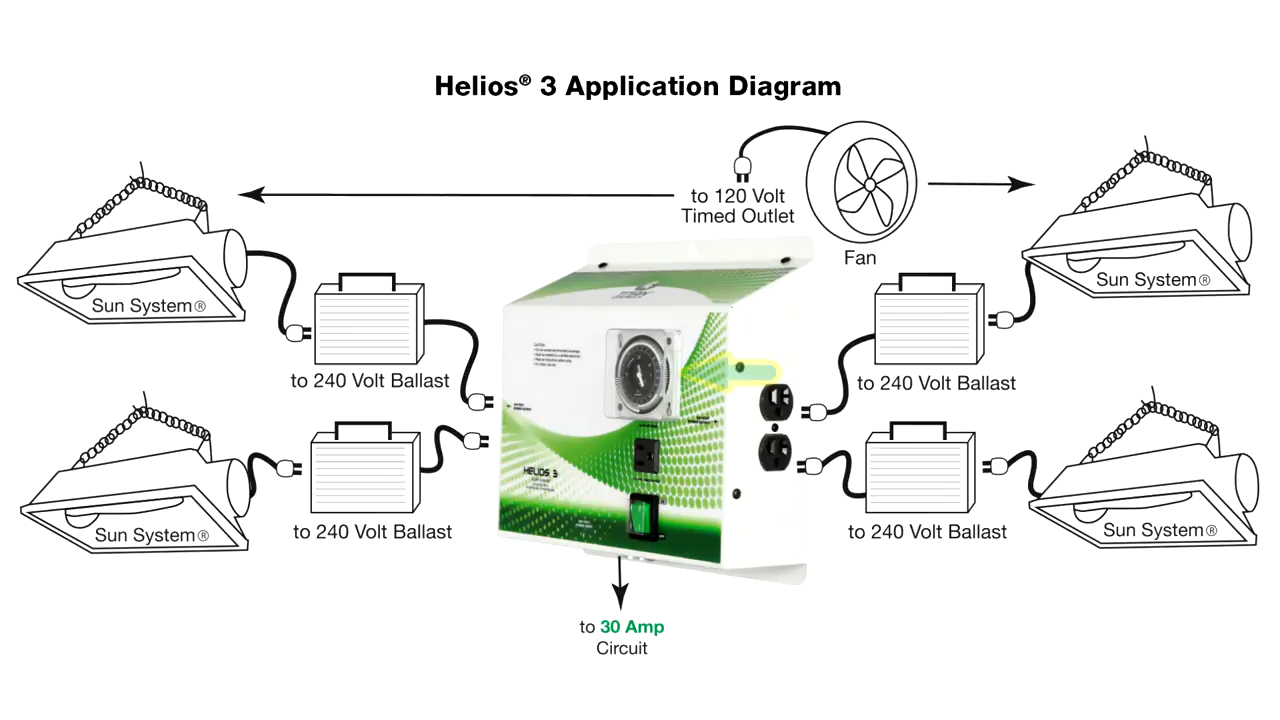 Helios® 3 Application Diagram
to 120 Volt
Timed Outlet
Fan
Sun System®
Sun System®
to 240 Volt Ballast
to 240 Volt Ballast
Sun System®
Sun System®
to 240 Volt Ballast
to 240 Volt Ballast
CAUTION:
HELIOS 3
to 30 Amp
Circuit